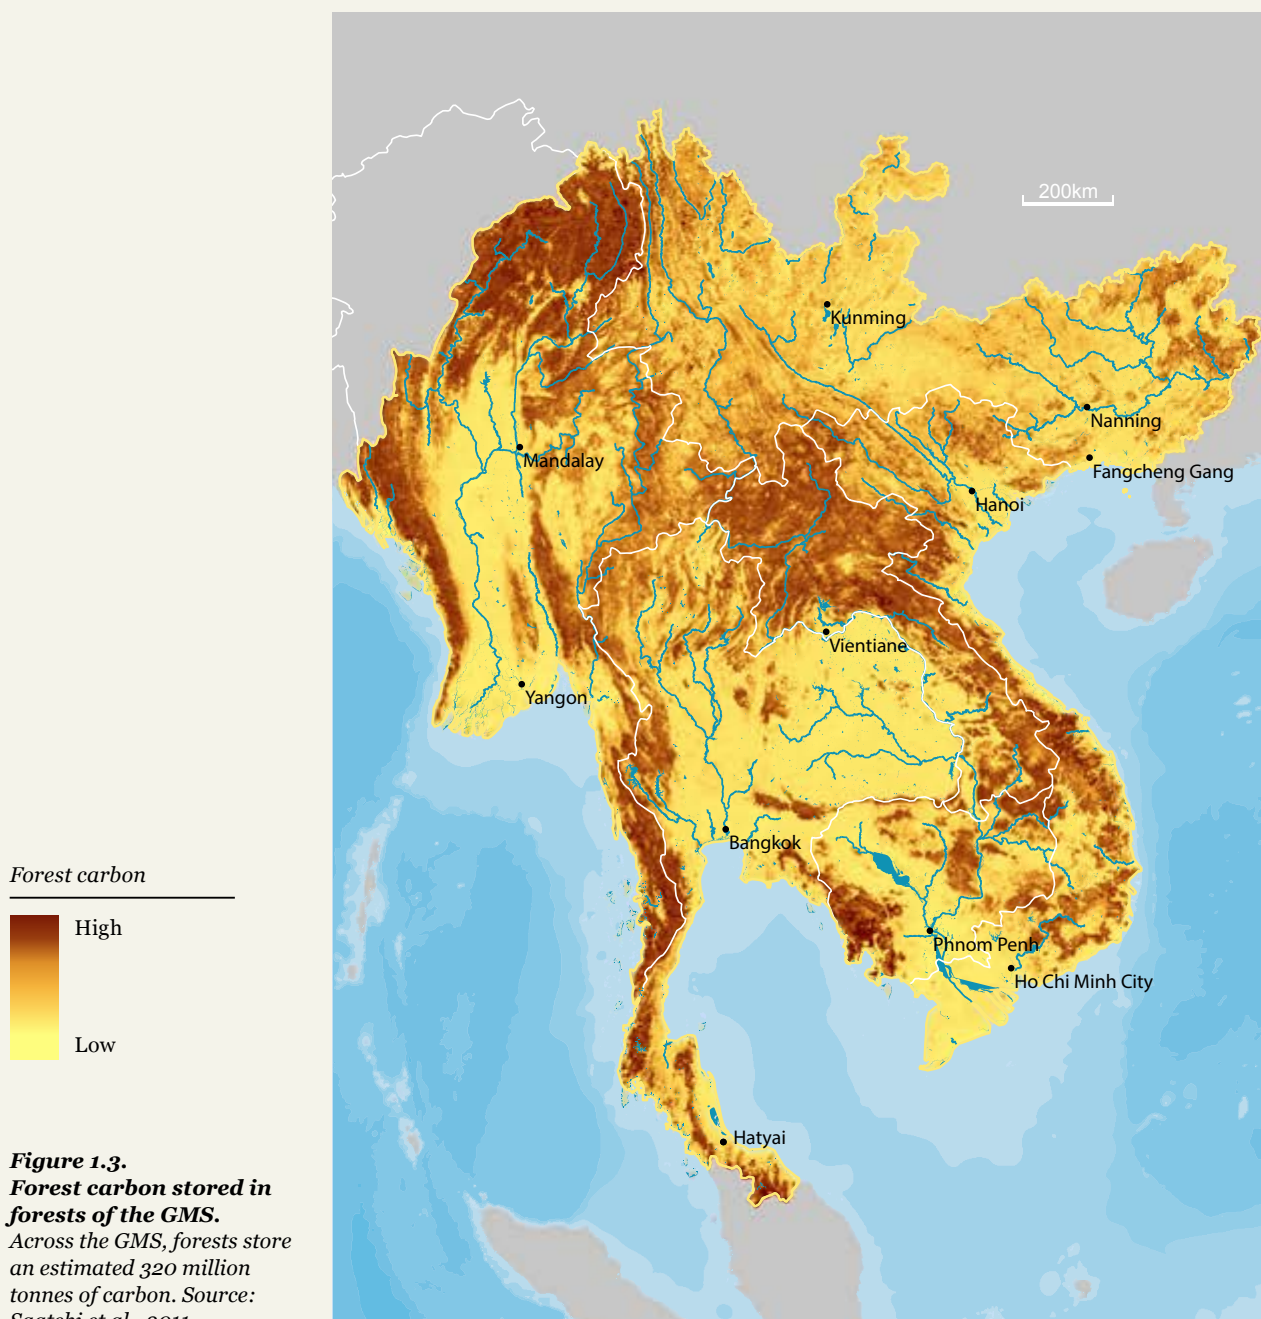 200km
Kunming
Nanning
Mandalay
Fangcheng Gang
Hanoi
Vientiane
Yangon
Bangkok
Forest carbon
High
Phnom Penh
Ho Chi Minh City
Low
Hatyai
Figure 1.3.
Forest carbon stored in
forests of the GMS.
Across the GMS, forests store
an estimated 320 million
tonnes of carbon. Source: